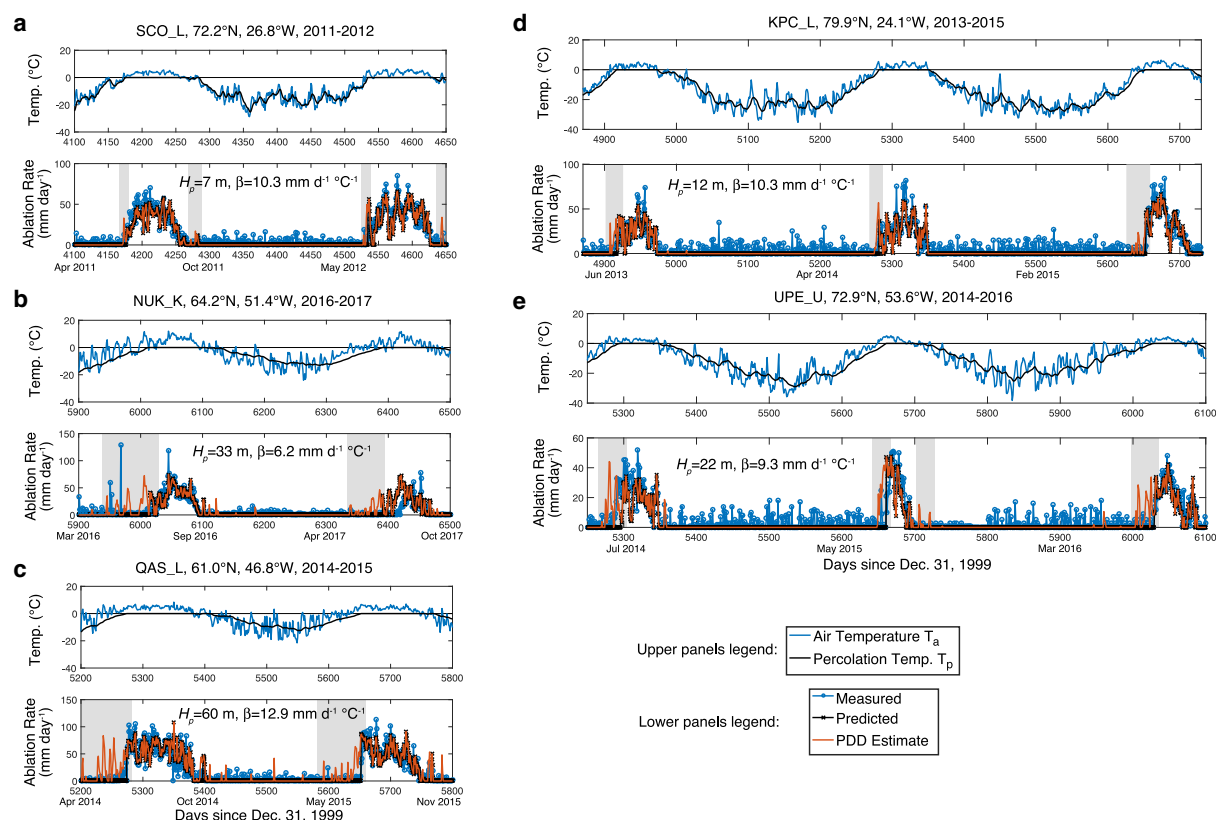 a
SCO_L, 72.2°N, 26.8°W, 2011-2012
Temp. (°C)
20
0
-20
-40
4100 4150 4200 4250 4300 4350 4400 4450 4500 4550 4600 4650
Ablation Rate
(mm day⁻¹)
100
50
0
Hp=7 m, β=10.3 mm d⁻¹ °C⁻¹
4100 4150 4200 4250 4300 4350 4400 4450 4500 4550 4600 4650
Apr 2011 Oct 2011 May 2012
b
NUK_K, 64.2°N, 51.4°W, 2016-2017
Temp. (°C)
20
0
-20
-40
5900 6000 6100 6200 6300 6400 6500
Ablation Rate
(mm day⁻¹)
150
100
50
0
Hp=33 m, β=6.2 mm d⁻¹ °C⁻¹
5900 6000 6100 6200 6300 6400 6500
Mar 2016 Sep 2016 Apr 2017 Oct 2017
c
QAS_L, 61.0°N, 46.8°W, 2014-2015
Temp. (°C)
20
0
-20
-40
5200 5300 5400 5500 5600 5700 5800
Ablation Rate
(mm day⁻¹)
150
100
50
0
Hp=60 m, β=12.9 mm d⁻¹ °C⁻¹
5200 5300 5400 5500 5600 5700 5800
Apr 2014 Oct 2014 May 2015 Nov 2015
Days since Dec. 31, 1999
d
KPC_L, 79.9°N, 24.1°W, 2013-2015
Temp. (°C)
20
0
-20
-40
4900 5000 5100 5200 5300 5400 5500 5600 5700
Ablation Rate
(mm day⁻¹)
100
50
0
Hp=12 m, β=10.3 mm d⁻¹ °C⁻¹
4900 5000 5100 5200 5300 5400 5500 5600 5700
Jun 2013 Apr 2014 Feb 2015
e
UPE_U, 72.9°N, 53.6°W, 2014-2016
Temp. (°C)
20
0
-20
-40
5300 5400 5500 5600 5700 5800 5900 6000 6100
Ablation Rate
(mm day⁻¹)
60
40
20
0
Hp=22 m, β=9.3 mm d⁻¹ °C⁻¹
5300 5400 5500 5600 5700 5800 5900 6000 6100
Jul 2014 May 2015 Mar 2016
Days since Dec. 31, 1999
Upper panels legend:
Air Temperature T_a
Percolation Temp. T_p
Lower panels legend:
Measured
Predicted
PDD Estimate